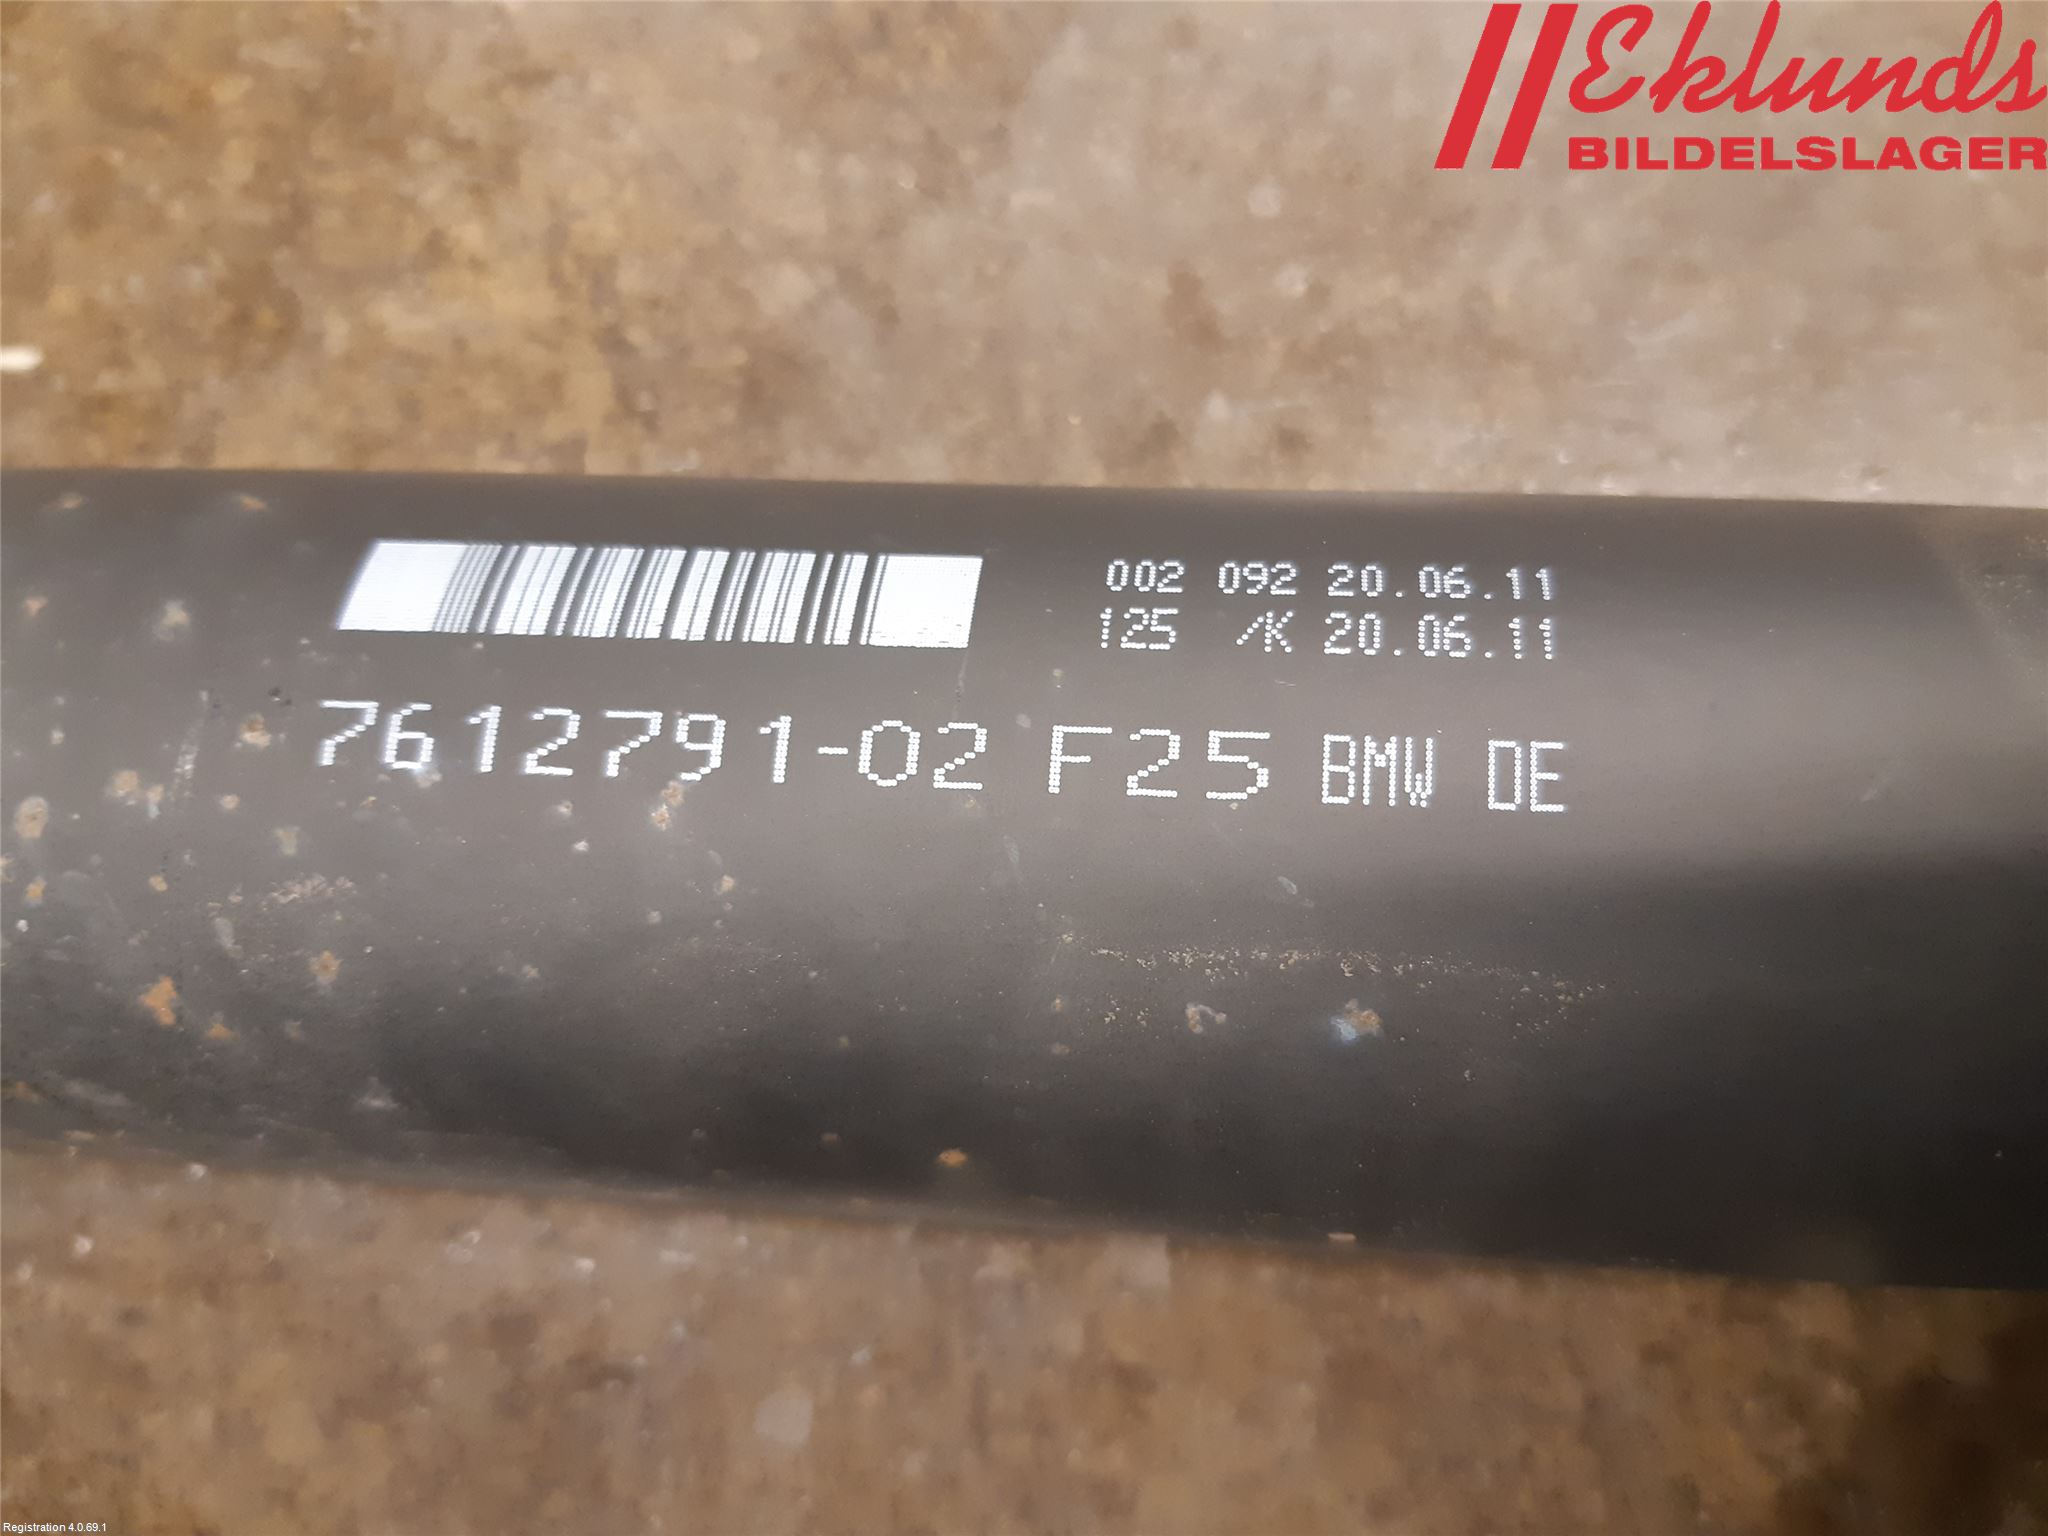 Eklunds
BILDELSLAGER
002 092 20.06.11
125 /K 20.06.11
7612791-02 F25 BMW DE
Registration 4.0.69.1